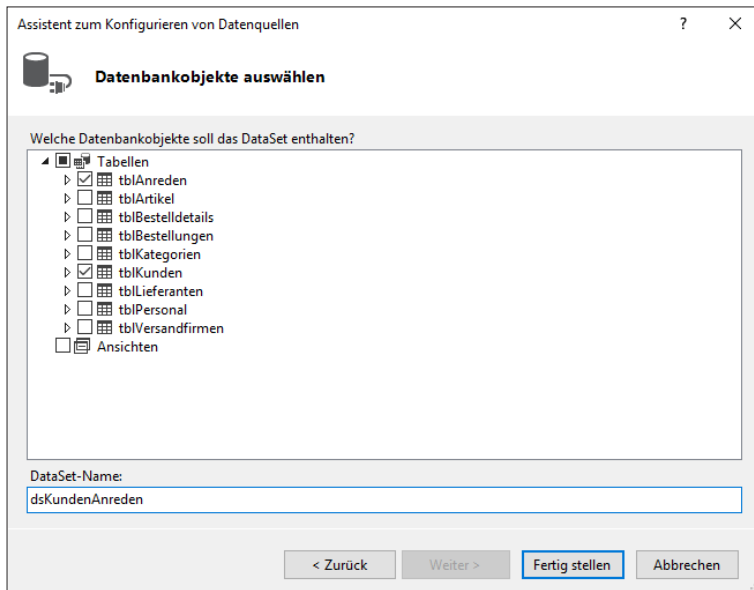 Assistent zum Konfigurieren von Datenquellen
Datenbankobjekte auswählen
Welche Datenbankobjekte soll das DataSet enthalten?
Tabellen
tblAnreden
tblArtikel
tblBestelldetails
tblBestellungen
tblKategorien
tblKunden
tblLieferanten
tblPersonal
tblVersandfirmen
Ansichten
DataSet-Name:
dsKundenAnreden
< Zurück Weiter > Fertig stellen Abbrechen